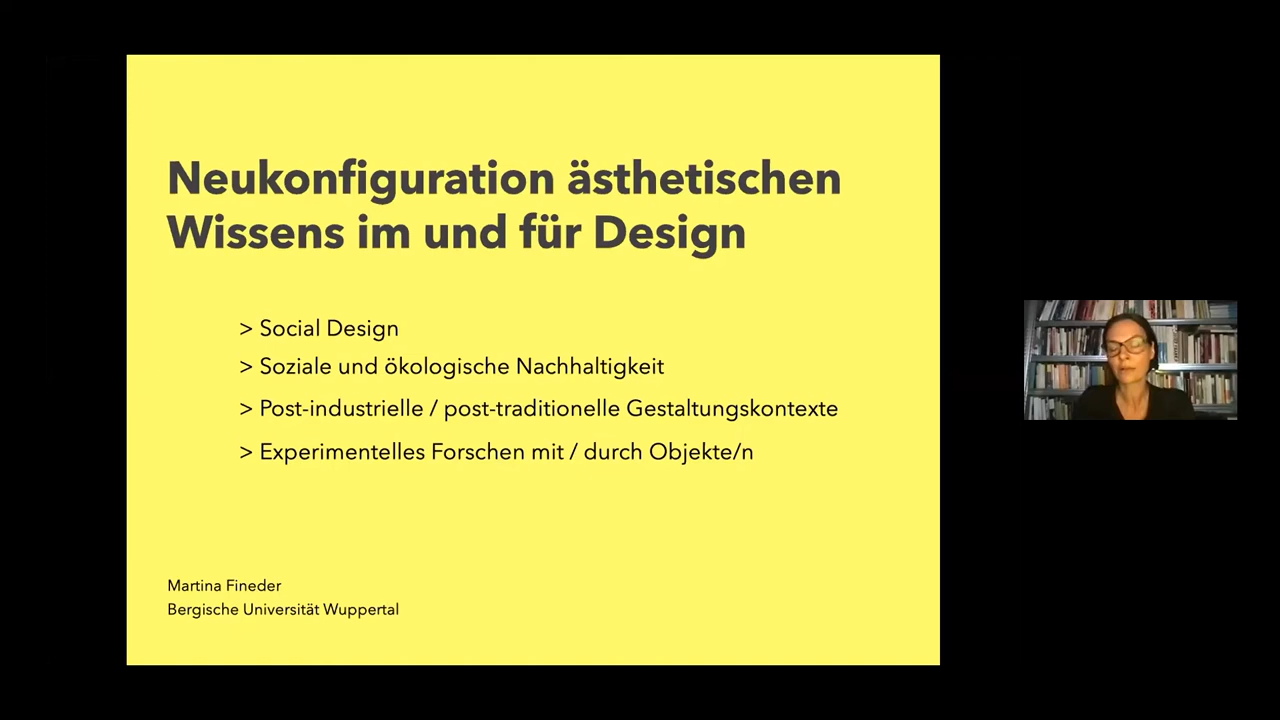 Neukonfiguration ästhetischen
Wissens im und für Design
> Social Design
> Soziale und ökologische Nachhaltigkeit
> Post-industrielle / post-traditionelle Gestaltungskontexte
> Experimentelles Forschen mit / durch Objekte/n
Martina Fineder
Bergische Universität Wuppertal